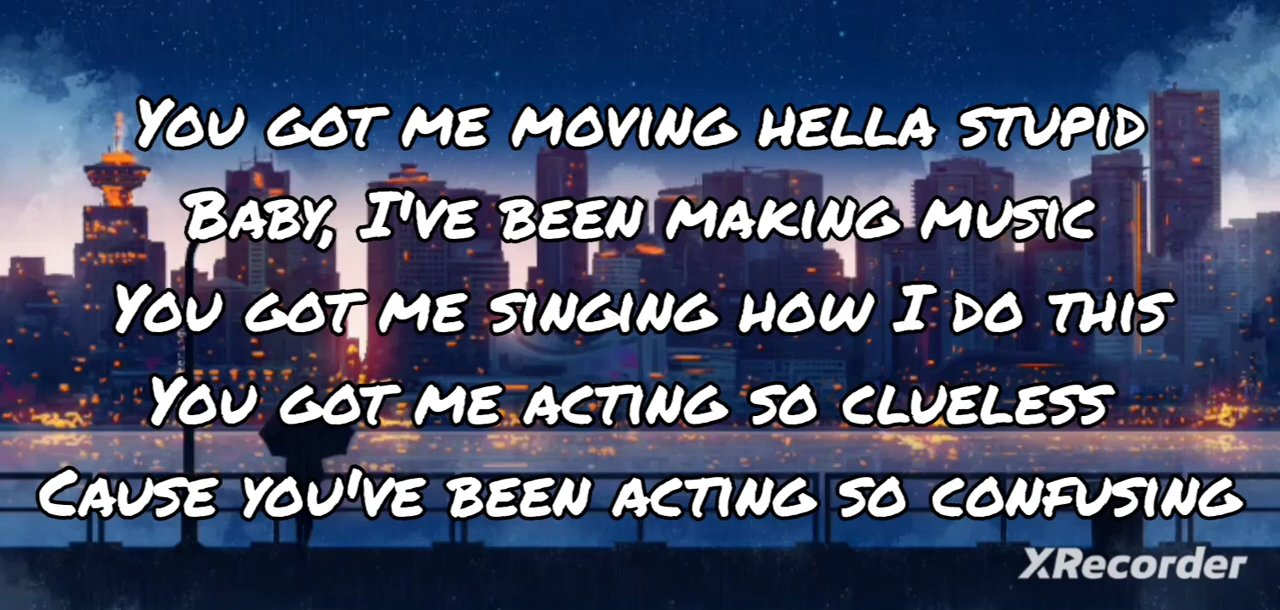 You got me moving hella stupid
Baby, I've been making music
You got me singing how I do this
You got me acting so clueless
Cause you've been acting so confusing
XRecorder